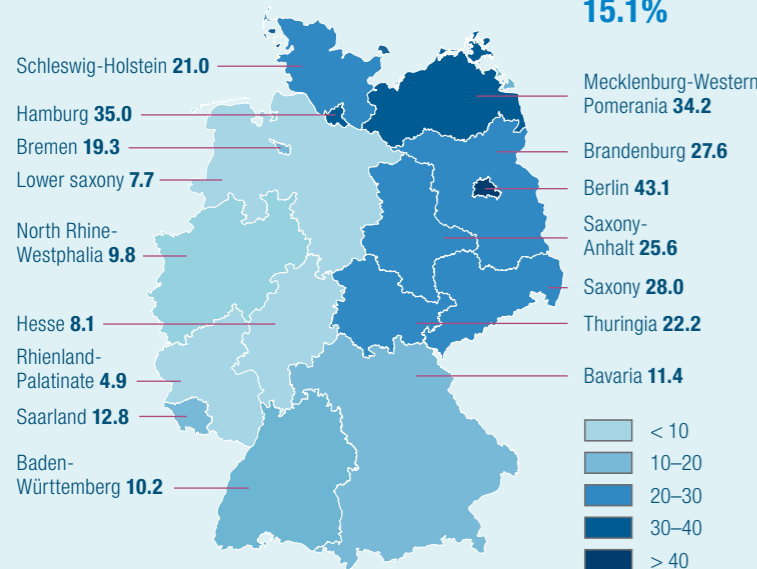 15.1%
Schleswig-Holstein 21.0
Hamburg 35.0
Bremen 19.3
Lower saxony 7.7
North Rhine-
Westphalia 9.8
Hesse 8.1
Rhienland-
Palatinate 4.9
Saarland 12.8
Baden-
Württemberg 10.2
Mecklenburg-Western
Pomerania 34.2
Brandenburg 27.6
Berlin 43.1
Saxony-
Anhalt 25.6
Saxony 28.0
Thuringia 22.2
Bavaria 11.4
< 10
10–20
20–30
30–40
> 40